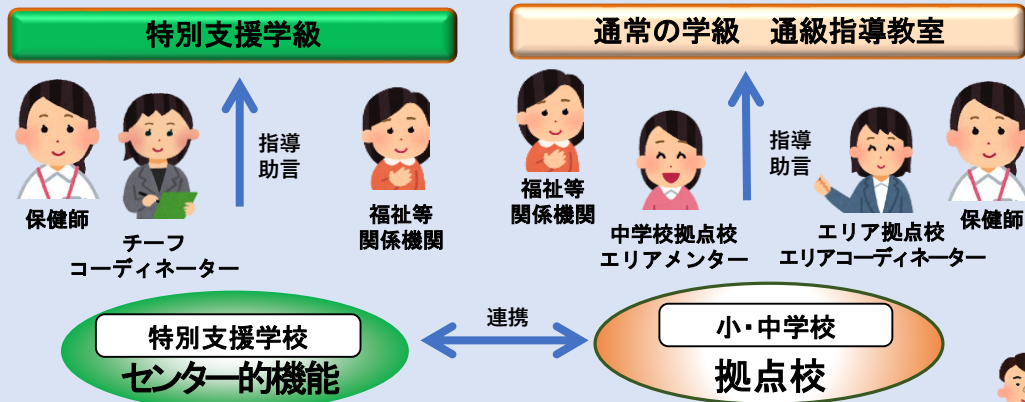 特別支援学級
通常の学級　通級指導教室
指導
助言
保健師
チーフ
コーディネーター
福祉等
関係機関
福祉等
関係機関
中学校拠点校
エリアメンター
指導
助言
エリア拠点校
エリアコーディネーター
保健師
特別支援学校
センター的機能
連携
小・中学校
拠点校